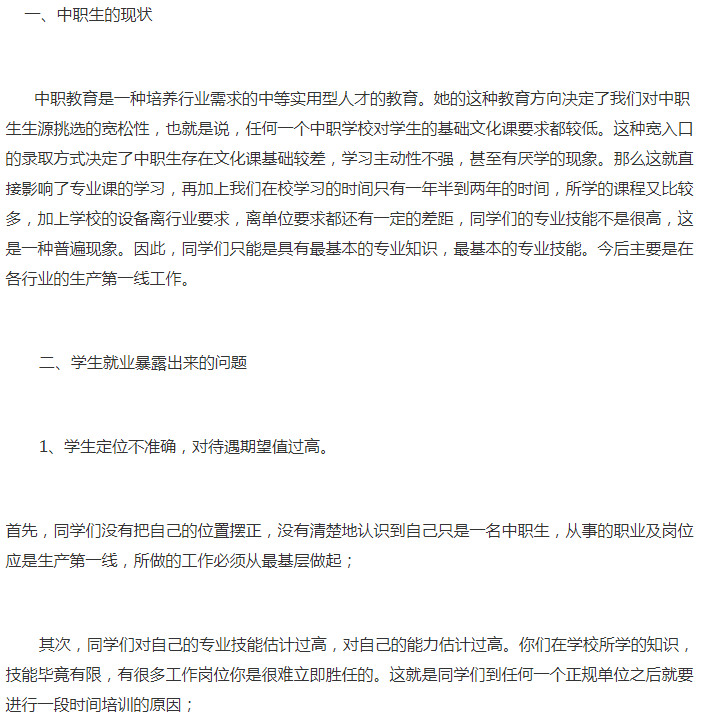 一、中职生的现状
中职教育是一种培养行业需求的中等实用型人才的教育。她的这种教育方向决定了我们对中职
生生源挑选的宽松性，也就是说，任何一个中职学校对学生的基础文化课要求都较低。这种宽入口
的录取方式决定了中职生存在文化课基础较差，学习主动性不强，甚至有厌学的现象。那么这就直
接影响了专业课的学习，再加上我们在校学习的时间只有一年半到两年的时间，所学的课程又比较
多，加上学校的设备离行业要求，离单位要求都还有一定的差距，同学们的专业技能不是很高，这
是一种普遍现象。因此，同学们只能是具有最基本的专业知识，最基本的专业技能。今后主要是在
各行业的生产第一线工作。
二、学生就业暴露出来的问题
1、学生定位不准确，对待遇期望值过高。
首先，同学们没有把自己的位置摆正，没有清楚地认识到自己只是一名中职生，从事的职业及岗位
应是生产第一线，所做的工作必须从最基层做起；
其次，同学们对自己的专业技能估计过高，对自己的能力估计过高。你们在学校所学的知识，
技能毕竟有限，有很多工作岗位你是很难立即胜任的。这就是同学们到任何一个正规单位之后就要
进行一段时间培训的原因；